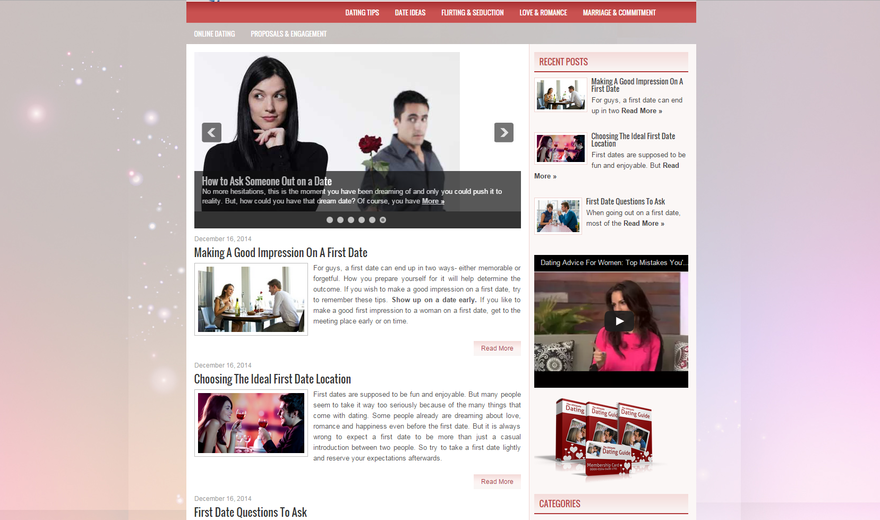 DATING TIPS DATE IDEAS FLIRTING & SEDUCTION LOVE & ROMANCE MARRIAGE & COMMITMENT
ONLINE DATING PROPOSALS & ENGAGEMENT
How to Ask Someone Out on a Date
No more hesitations, this is the moment you have been dreaming of and only you could push it to
reality. But, how could you have that dream date? Of course, you have More »
December 16, 2014
Making A Good Impression On A First Date
For guys, a first date can end up in two ways- either memorable or
forgetful. How you prepare yourself for it will help determine the
outcome. If you wish to make a good impression on a first date, try
to remember these tips. Show up on a date early. If you like to
make a good first impression to a woman on a first date, get to the
meeting place early or on time.
Read More
December 16, 2014
Choosing The Ideal First Date Location
First dates are supposed to be fun and enjoyable. But many people
seem to take it way too seriously because of the many things that
come with dating. Some people already are dreaming about love,
romance and happiness even before the first date. But it is always
wrong to expect a first date to be more than just a casual
introduction between two people. So try to take a first date lightly
and reserve your expectations afterwards.
Read More
December 16, 2014
First Date Questions To Ask
RECENT POSTS
Making A Good Impression On A
First Date
For guys, a first date can end
up in two Read More »
Choosing The Ideal First Date
Location
First dates are supposed to be
fun and enjoyable. But Read
More »
First Date Questions To Ask
When going out on a first date,
most of the Read More »
Dating Advice For Women: Top Mistakes You'...
Dating
Dating Guide
Dating Guide
Membership Card
CATEGORIES